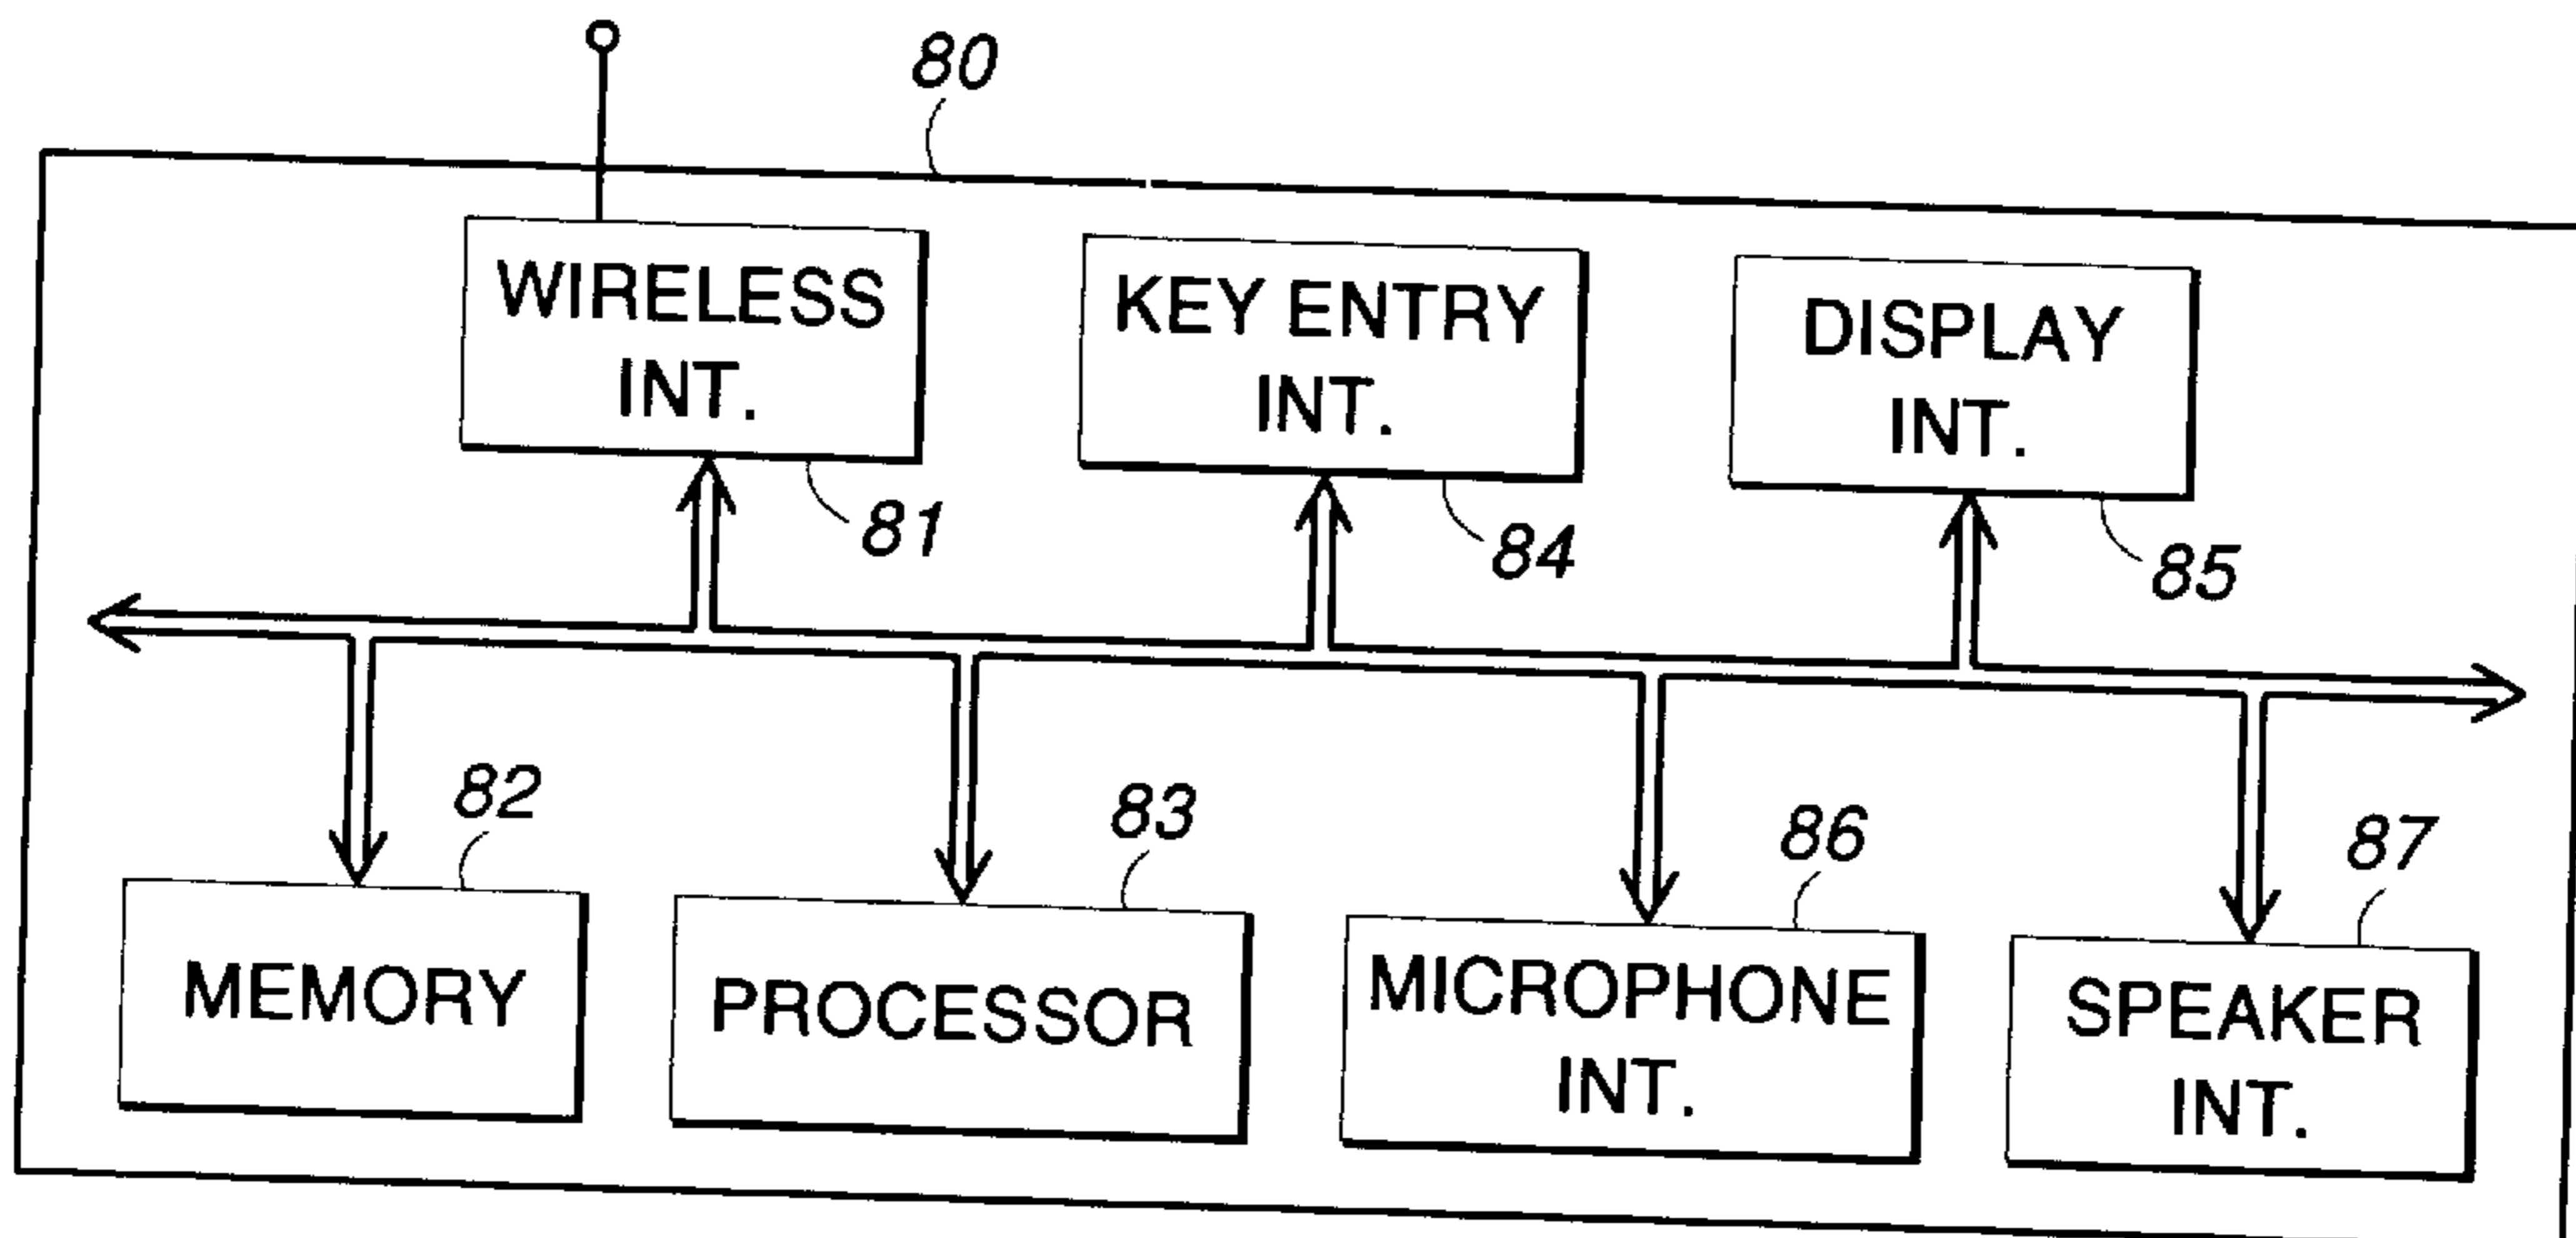 80
WIRELESS
INT.
81
KEY ENTRY
INT.
84
DISPLAY
INT.
85
82
MEMORY
83
PROCESSOR
86
MICROPHONE
INT.
87
SPEAKER
INT.